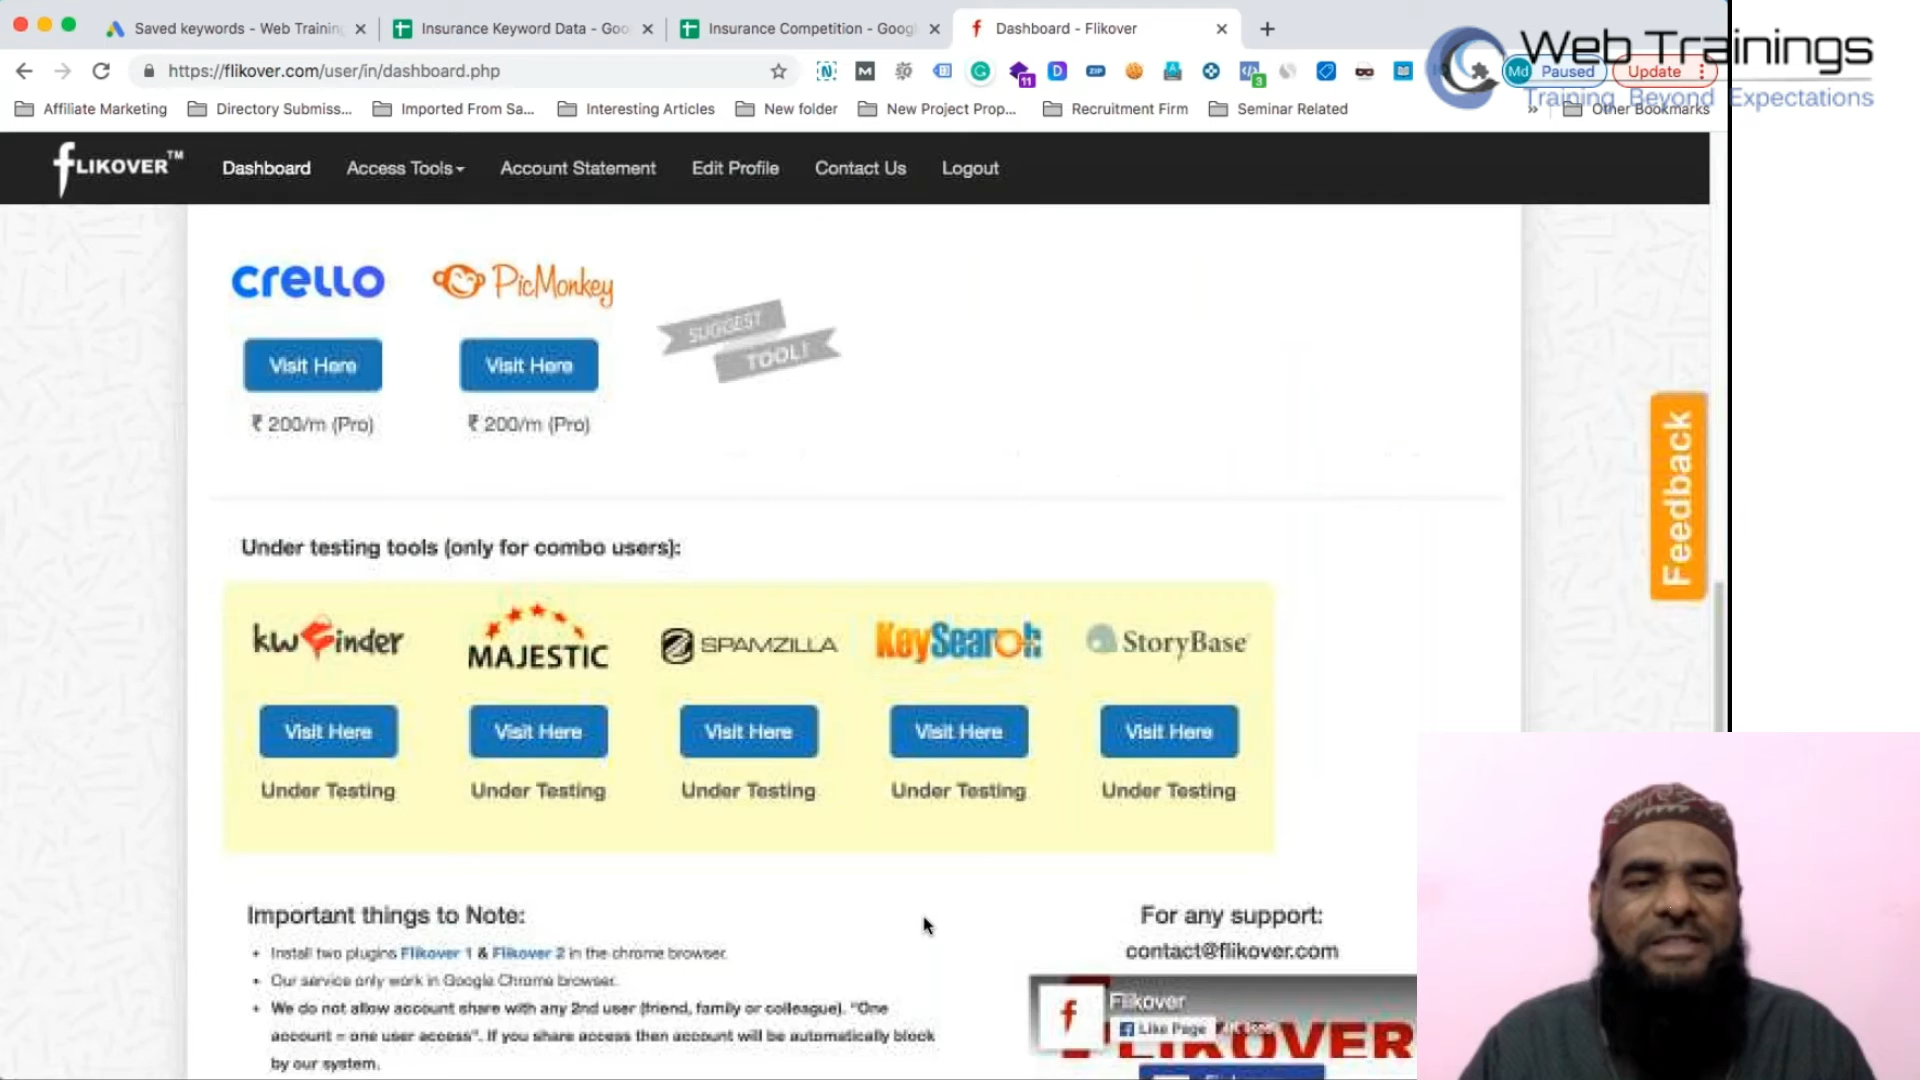 Saved keywords - Web Training
Insurance Keyword Data - Goo
Insurance Competition - Googl
Dashboard - Flikover
Web Trainings
Training Beyond Expectations
https://flikover.com/user/in/dashboard.php
11
ZIP
3
Md Paused
Update
Affiliate Marketing
Directory Submiss...
Imported From Sa...
Interesting Articles
New folder
New Project Prop...
Recruitment Firm
Seminar Related
»
Other Bookmarks
FLIKOVER™
Dashboard
Access Tools
Account Statement
Edit Profile
Contact Us
Logout
crello
PicMonkey
SUGGEST
TOOL!
Visit Here
Visit Here
₹ 200/m (Pro)
₹ 200/m (Pro)
Feedback
Under testing tools (only for combo users):
kwfinder
MAJESTIC
SPAMZILLA
KeySearch
StoryBase
Visit Here
Visit Here
Visit Here
Visit Here
Visit Here
Under Testing
Under Testing
Under Testing
Under Testing
Under Testing
Important things to Note:
• Install two plugins Flikover 1 & Flikover 2 in the chrome browser.
• Our service only work in Google Chrome browser.
• We do not allow account share with any 2nd user (friend, family or colleague). "One
account = one user access". If you share access then account will be automatically block
by our system.
For any support:
contact@flikover.com
Flikover
Like Page
FLIKOVER